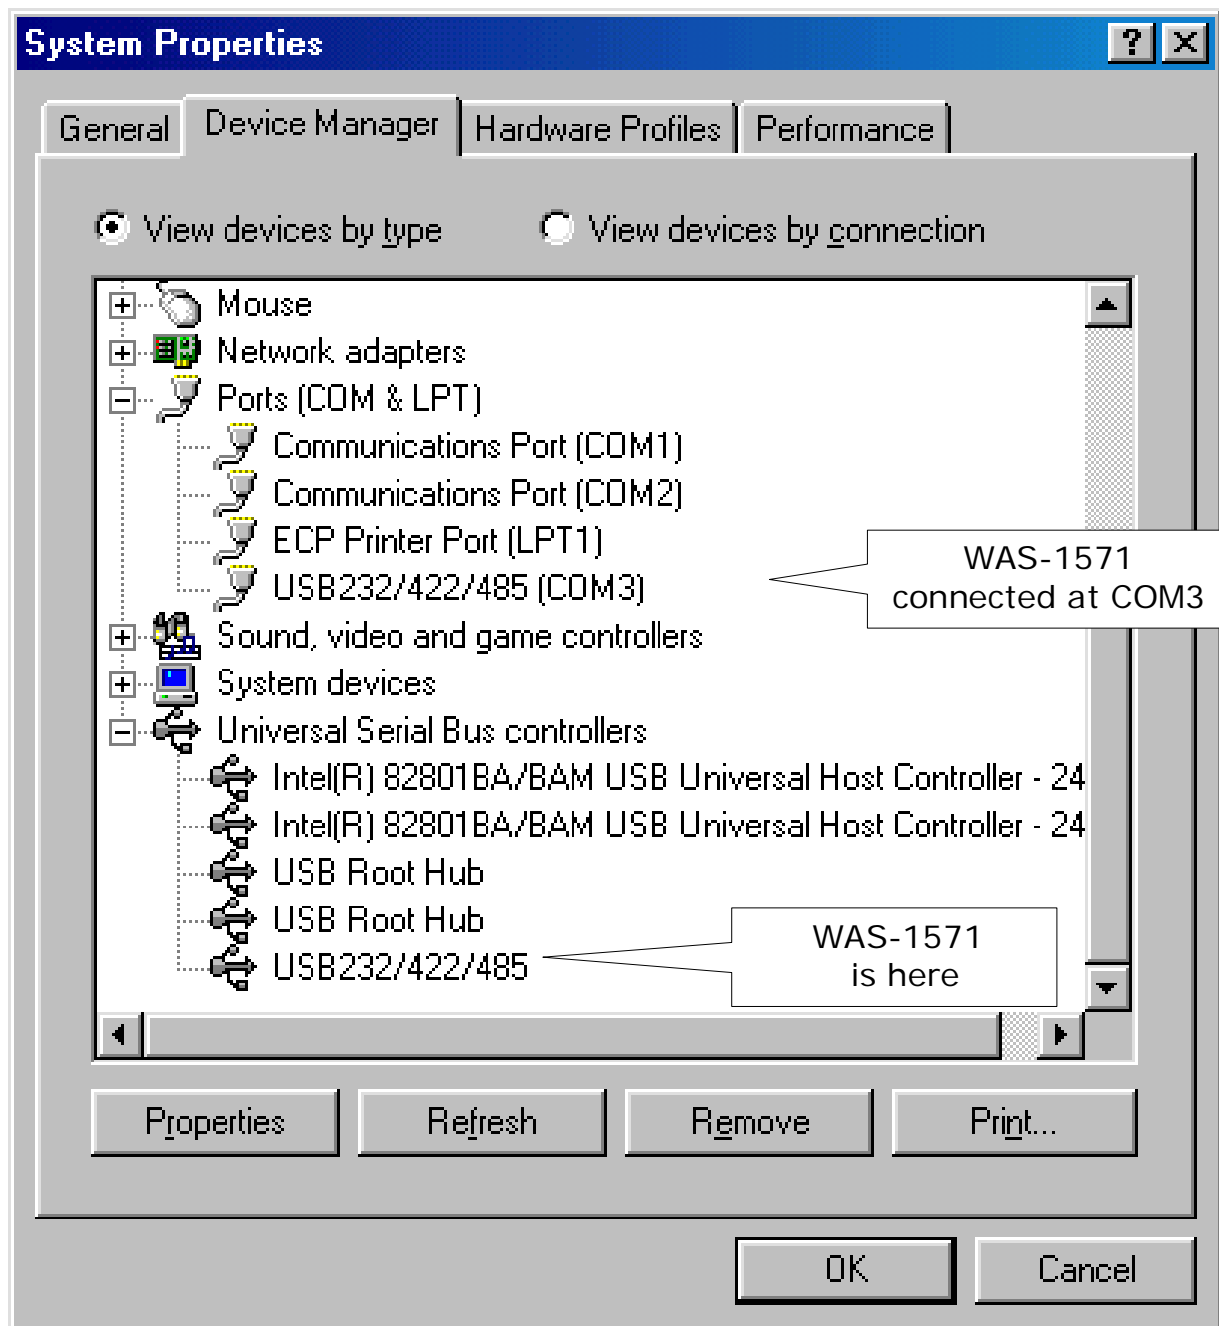 System Properties
General
Device Manager
Hardware Profiles
Performance
View devices by type
View devices by connection
Mouse
Network adapters
Ports (COM & LPT)
Communications Port (COM1)
Communications Port (COM2)
ECP Printer Port (LPT1)
USB232/422/485 (COM3)
WAS-1571
connected at COM3
Sound, video and game controllers
System devices
Universal Serial Bus controllers
Intel(R) 82801BA/BAM USB Universal Host Controller - 24
Intel(R) 82801BA/BAM USB Universal Host Controller - 24
USB Root Hub
USB Root Hub
USB232/422/485
WAS-1571
is here
Properties
Refresh
Remove
Print...
OK
Cancel